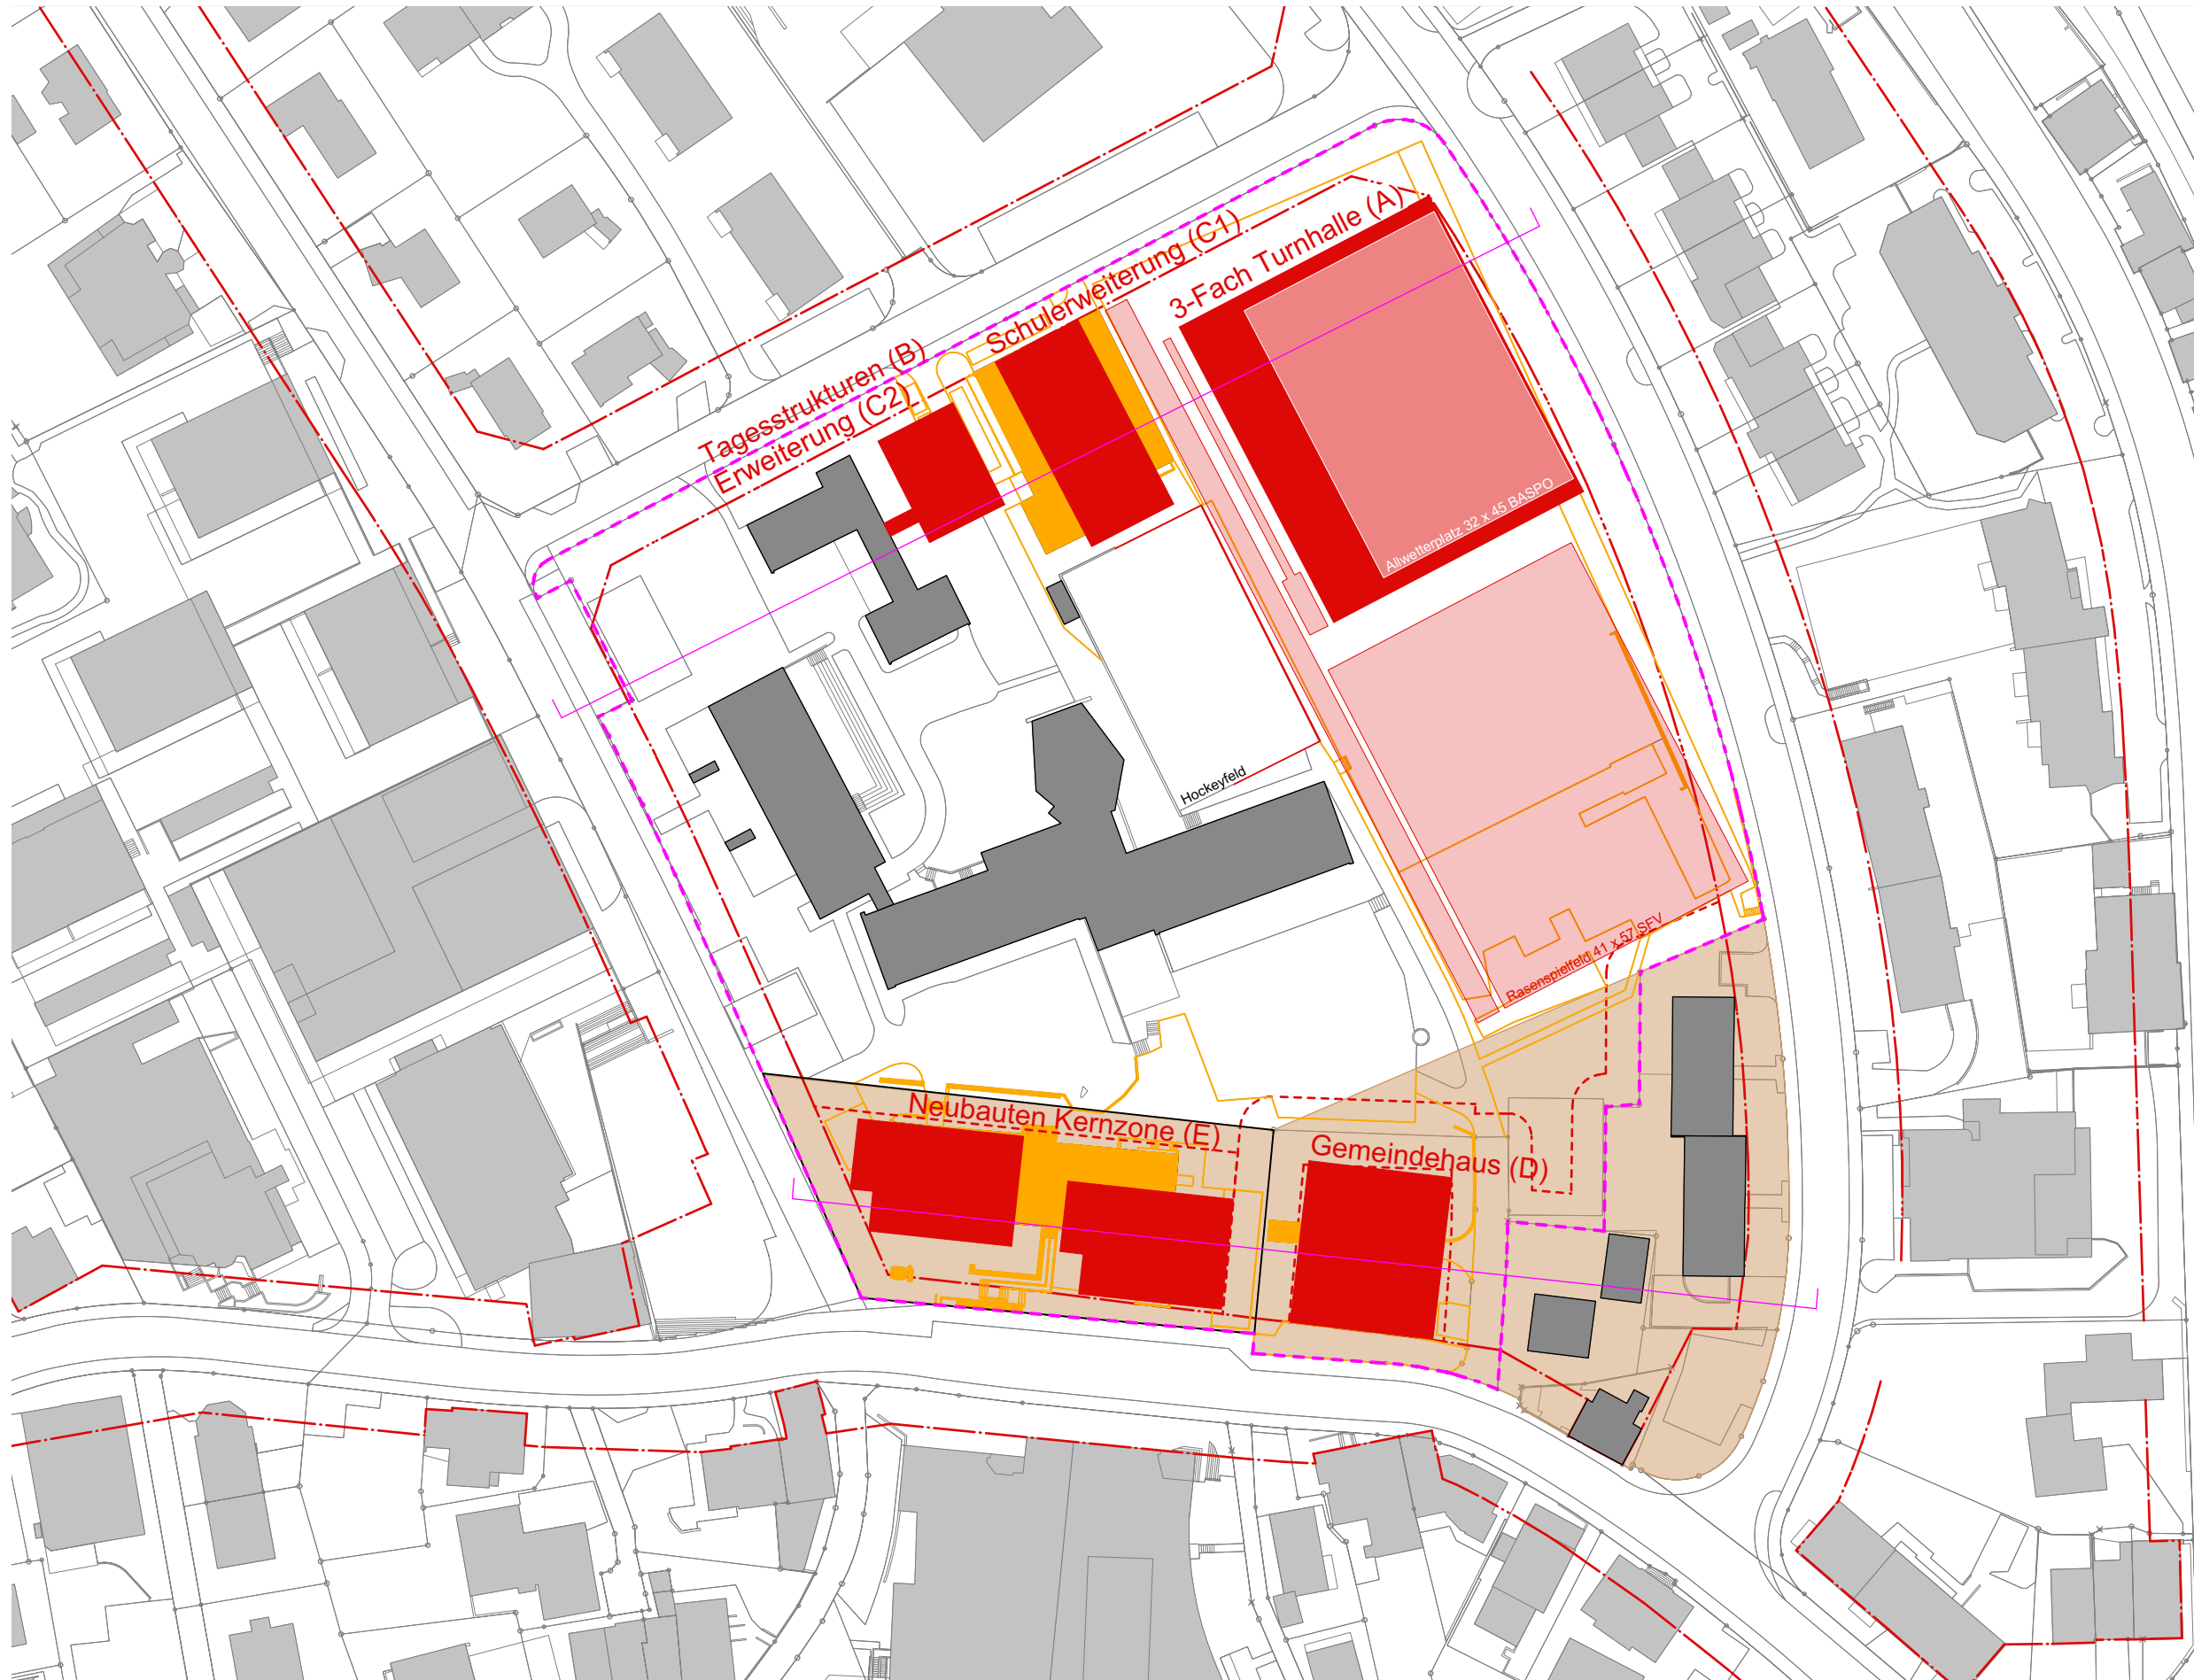 3-Fach Turnhalle (A)
Schulerweiterung (C1)
Tagesstrukturen (B)
Erweiterung (C2)
Allwetterplatz 32 x 45 BASPO
Hockeyfeld
Rasenspielfeld 41 x 57 SFV
Neubauten Kernzone (E)
Gemeindehaus (D)